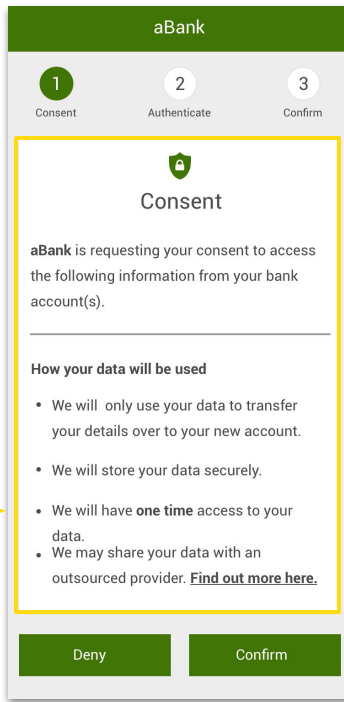 aBank
1 2 3
Consent Authenticate Confirm
Consent
aBank is requesting your consent to access
the following information from your bank
account(s).
How your data will be used
• We will only use your data to transfer
your details over to your new account.
• We will store your data securely.
• We will have one time access to your
data.
• We may share your data with an
outsourced provider. Find out more here.
Deny Confirm